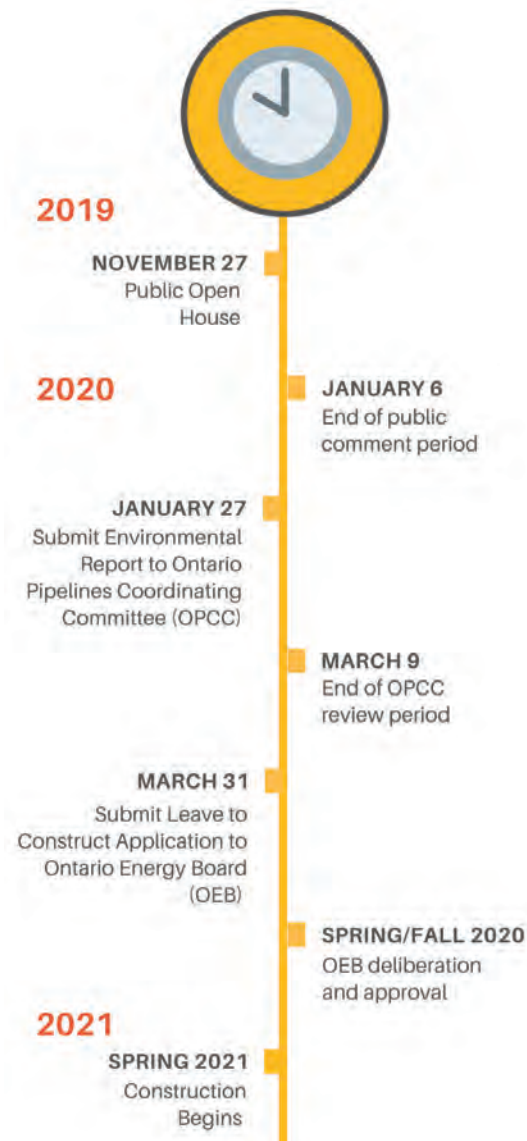 2019
NOVEMBER 27
Public Open
House
2020
JANUARY 6
End of public
comment period
JANUARY 27
Submit Environmental
Report to Ontario
Pipelines Coordinating
Committee (OPCC)
MARCH 9
End of OPCC
review period
MARCH 31
Submit Leave to
Construct Application to
Ontario Energy Board
(OEB)
SPRING/FALL 2020
OEB deliberation
and approval
2021
SPRING 2021
Construction
Begins